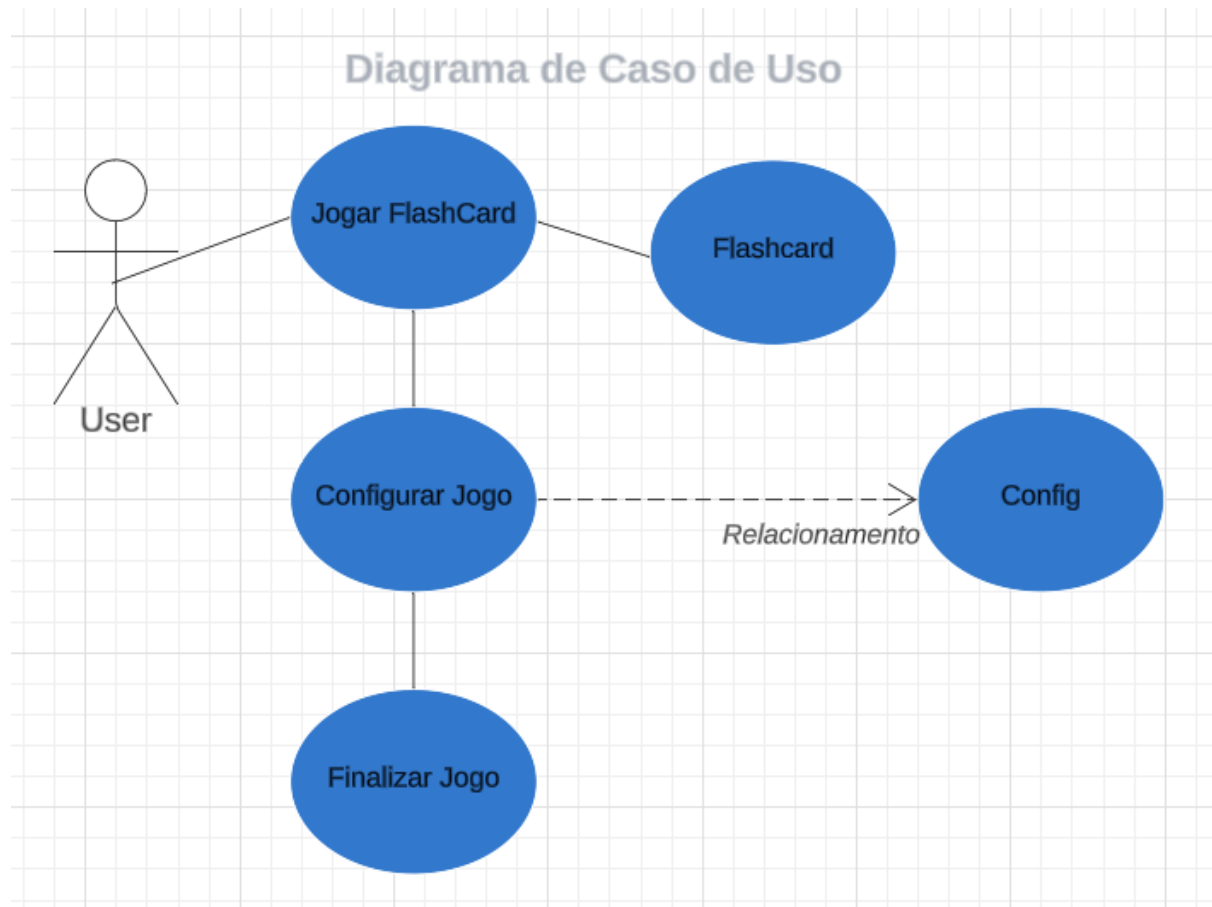 Diagrama de Caso de Uso
Jogar FlashCard
Flashcard
User
Configurar Jogo
Config
Relacionamento
Finalizar Jogo